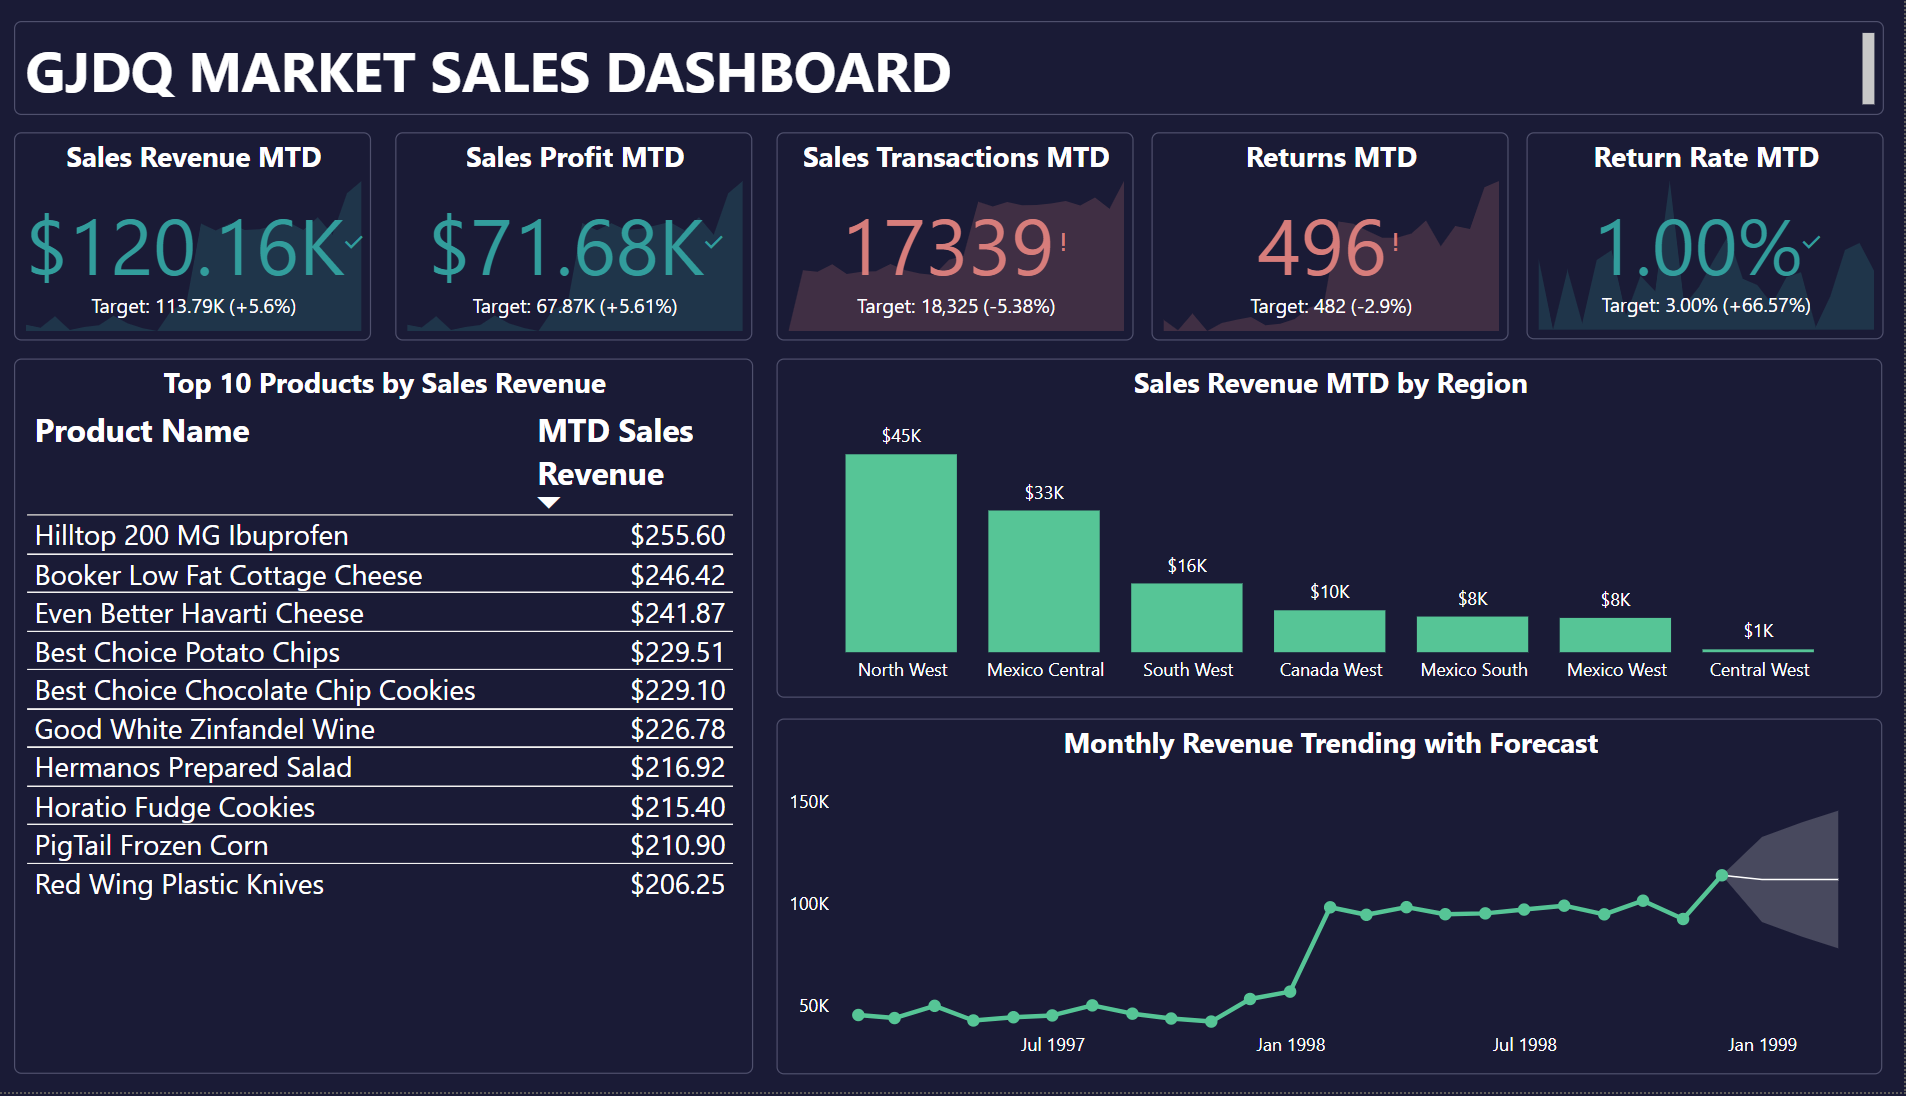 GJDQ MARKET SALES DASHBOARD
Sales Revenue MTD
$120.16K
Target: 113.79K (+5.6%)
Sales Profit MTD
$71.68K
Target: 67.87K (+5.61%)
Sales Transactions MTD
17339!
Target: 18,325 (-5.38%)
Returns MTD
496!
Target: 482 (-2.9%)
Return Rate MTD
1.00%
Target: 3.00% (+66.57%)
Top 10 Products by Sales Revenue
Product Name
MTD Sales
Revenue
Hilltop 200 MG Ibuprofen $255.60
Booker Low Fat Cottage Cheese $246.42
Even Better Havarti Cheese $241.87
Best Choice Potato Chips $229.51
Best Choice Chocolate Chip Cookies $229.10
Good White Zinfandel Wine $226.78
Hermanos Prepared Salad $216.92
Horatio Fudge Cookies $215.40
PigTail Frozen Corn $210.90
Red Wing Plastic Knives $206.25
Sales Revenue MTD by Region
$45K
$33K
$16K
$10K
$8K
$8K
$1K
North West
Mexico Central
South West
Canada West
Mexico South
Mexico West
Central West
Monthly Revenue Trending with Forecast
150K
100K
50K
Jul 1997
Jan 1998
Jul 1998
Jan 1999